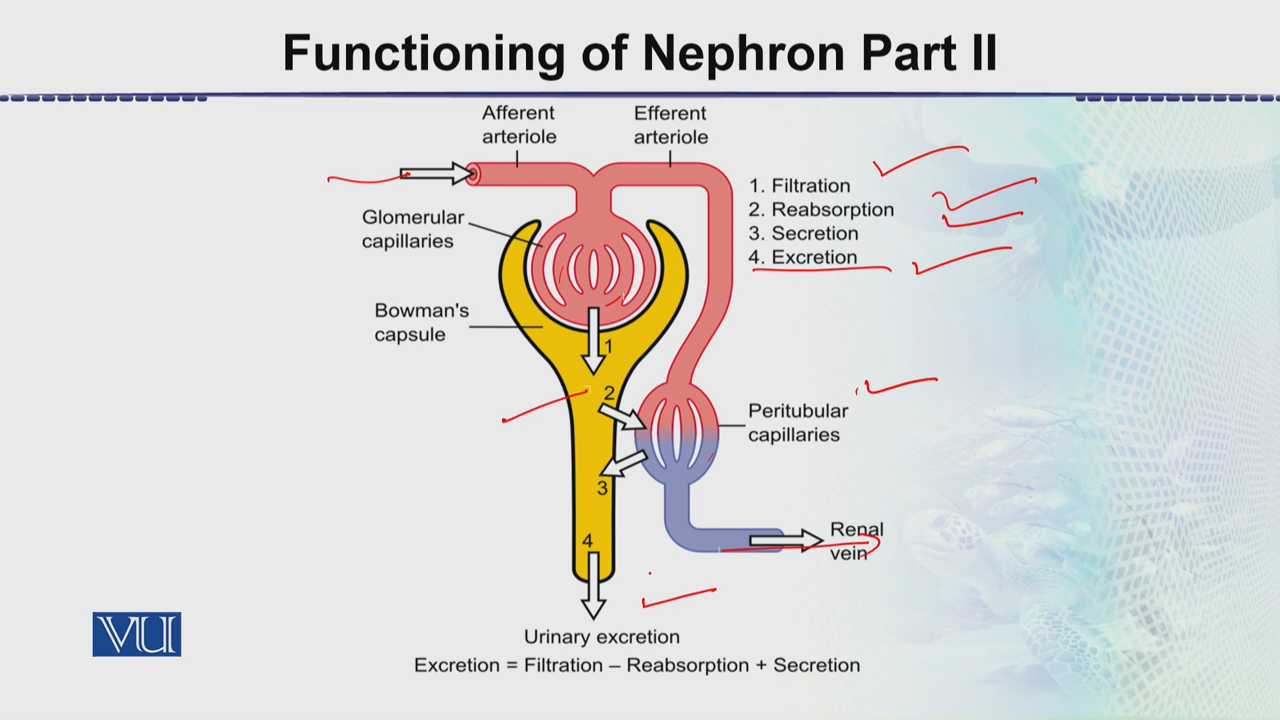 Functioning of Nephron Part II
Afferent
arteriole
Efferent
arteriole
1. Filtration
2. Reabsorption
3. Secretion
4. Excretion
Glomerular
capillaries
Bowman's
capsule
1
2
Peritubular
capillaries
3
4
Renal
vein
VU
Urinary excretion
Excretion = Filtration – Reabsorption + Secretion